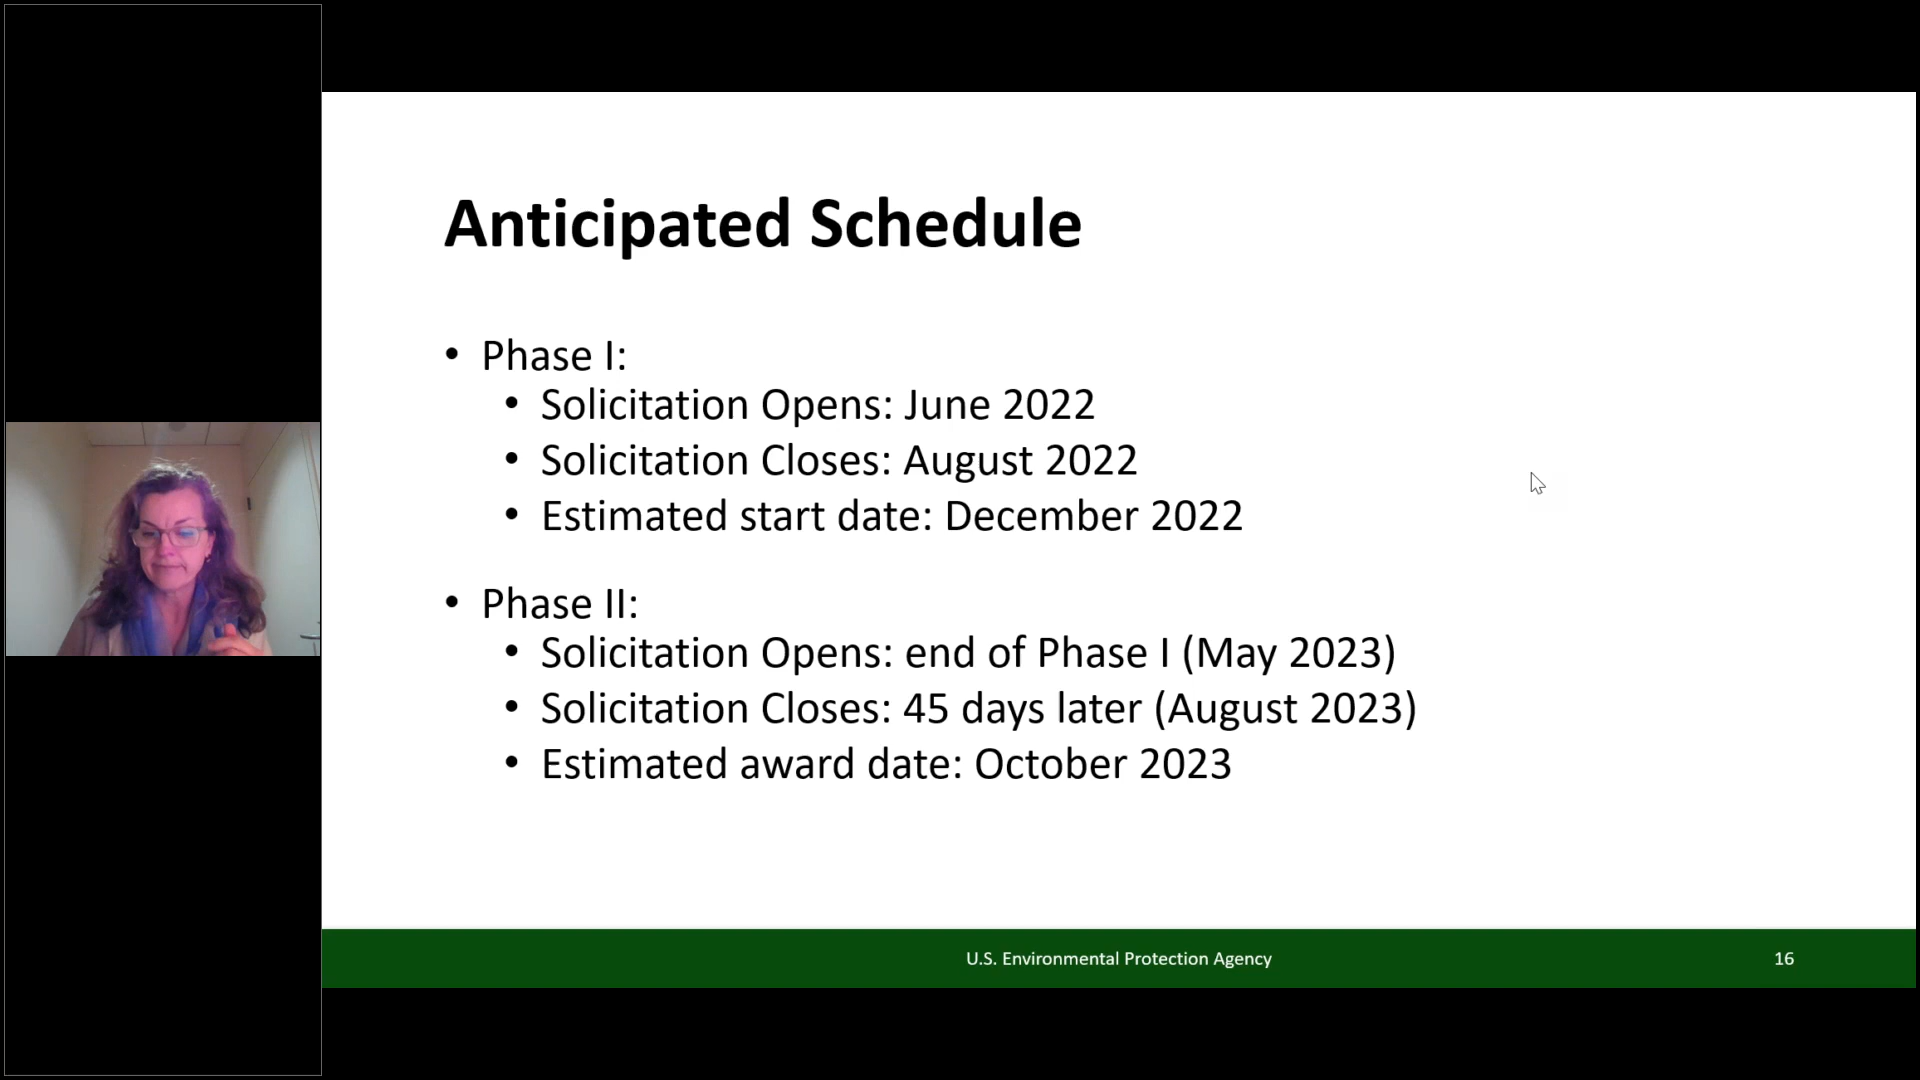 Anticipated Schedule
• Phase I:
• Solicitation Opens: June 2022
• Solicitation Closes: August 2022
• Estimated start date: December 2022
• Phase II:
• Solicitation Opens: end of Phase I (May 2023)
• Solicitation Closes: 45 days later (August 2023)
• Estimated award date: October 2023
U.S. Environmental Protection Agency
16